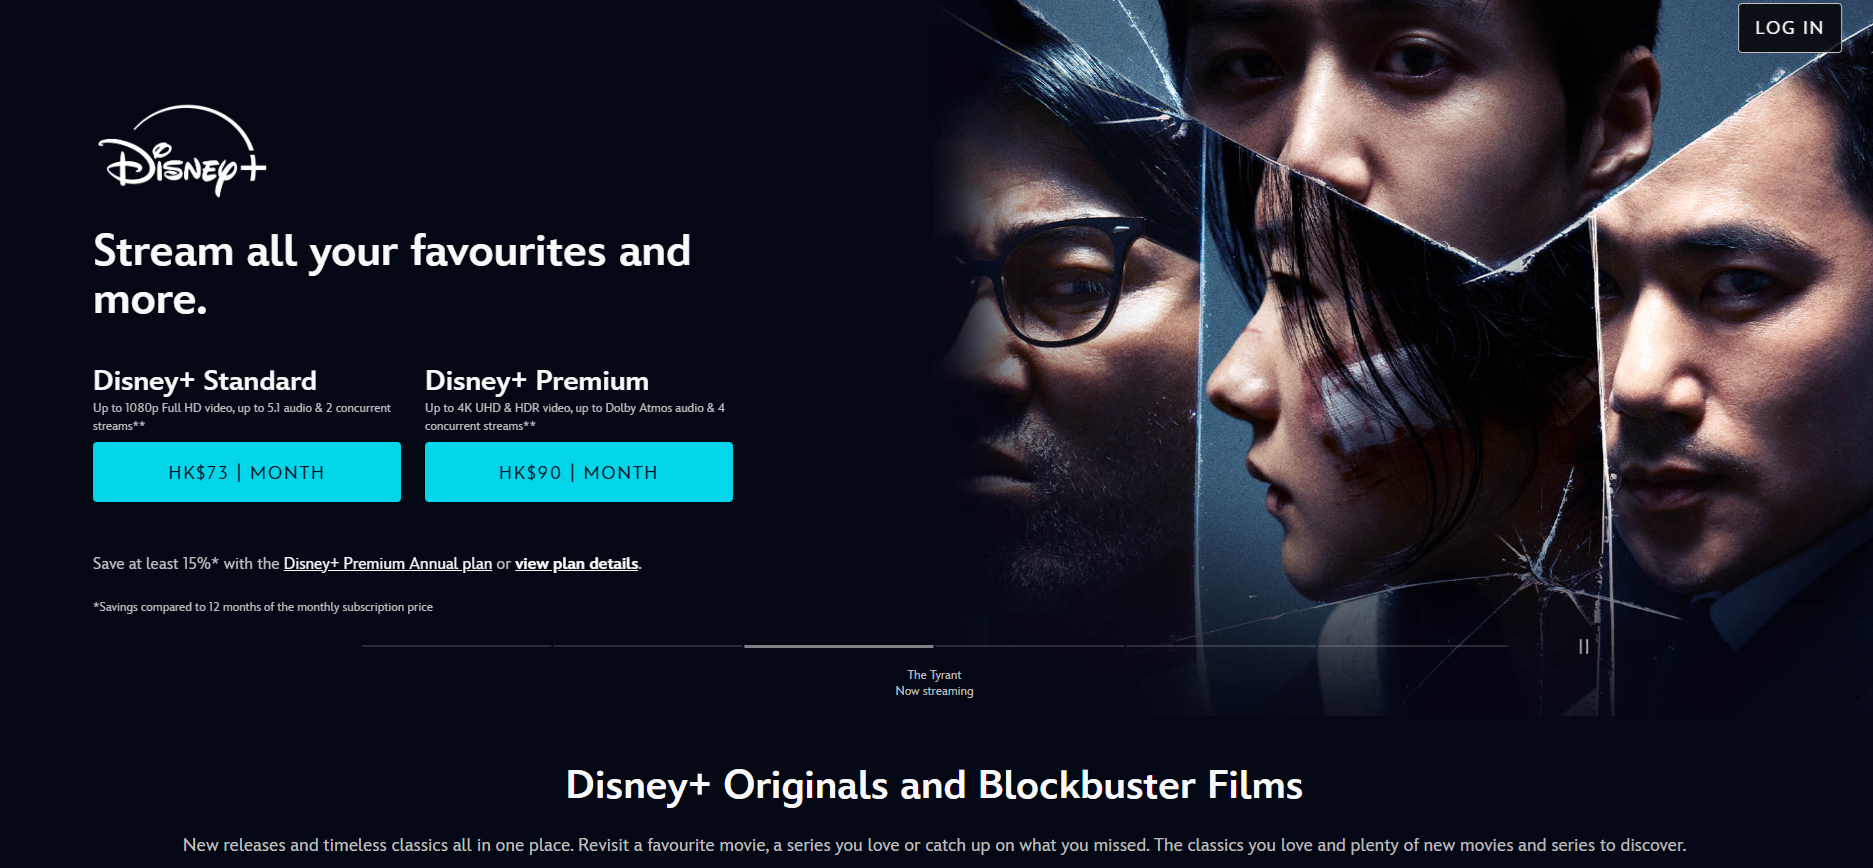 LOG IN
Disney+
Stream all your favourites and
more.
Disney+ Standard
Up to 1080p Full HD video, up to 5.1 audio & 2 concurrent
streams**
HK$73 | MONTH
Disney+ Premium
Up to 4K UHD & HDR video, up to Dolby Atmos audio & 4
concurrent streams**
HK$90 | MONTH
Save at least 15%* with the Disney+ Premium Annual plan or view plan details.
*Savings compared to 12 months of the monthly subscription price
The Tyrant
Now streaming
Disney+ Originals and Blockbuster Films
New releases and timeless classics all in one place. Revisit a favourite movie, a series you love or catch up on what you missed. The classics you love and plenty of new movies and series to discover.